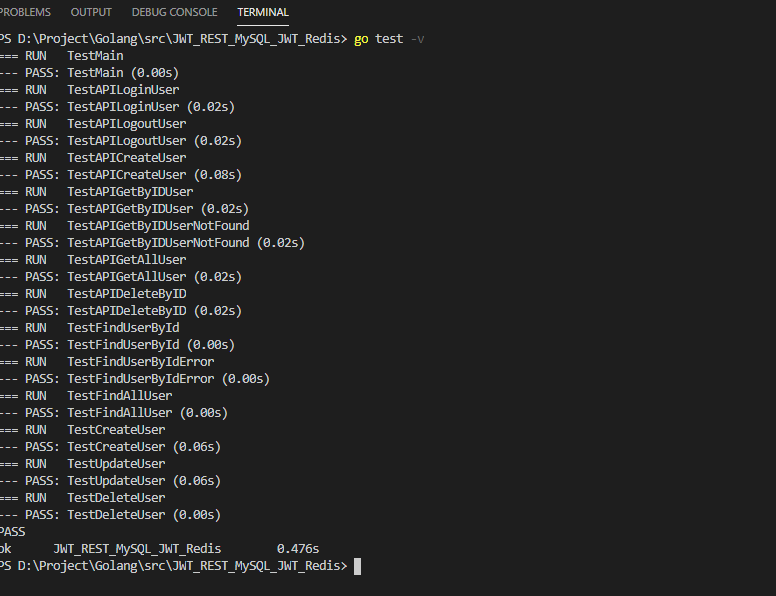 PROBLEMS OUTPUT DEBUG CONSOLE TERMINAL
PS D:\Project\Golang\src\JWT_REST_MySQL_JWT_Redis> go test -v
=== RUN TestMain
--- PASS: TestMain (0.00s)
=== RUN TestAPILoginUser
--- PASS: TestAPILoginUser (0.02s)
=== RUN TestAPILogoutUser
--- PASS: TestAPILogoutUser (0.02s)
=== RUN TestAPICreateUser
--- PASS: TestAPICreateUser (0.08s)
=== RUN TestAPIGetByIDUser
--- PASS: TestAPIGetByIDUser (0.02s)
=== RUN TestAPIGetByIDUserNotFound
--- PASS: TestAPIGetByIDUserNotFound (0.02s)
=== RUN TestAPIGetAllUser
--- PASS: TestAPIGetAllUser (0.02s)
=== RUN TestAPIDeleteByID
--- PASS: TestAPIDeleteByID (0.02s)
=== RUN TestFindUserById
--- PASS: TestFindUserById (0.00s)
=== RUN TestFindUserByIdError
--- PASS: TestFindUserByIdError (0.00s)
=== RUN TestFindAllUser
--- PASS: TestFindAllUser (0.00s)
=== RUN TestCreateUser
--- PASS: TestCreateUser (0.06s)
=== RUN TestUpdateUser
--- PASS: TestUpdateUser (0.06s)
=== RUN TestDeleteUser
--- PASS: TestDeleteUser (0.00s)
PASS
ok JWT_REST_MySQL_JWT_Redis 0.476s
PS D:\Project\Golang\src\JWT_REST_MySQL_JWT_Redis>